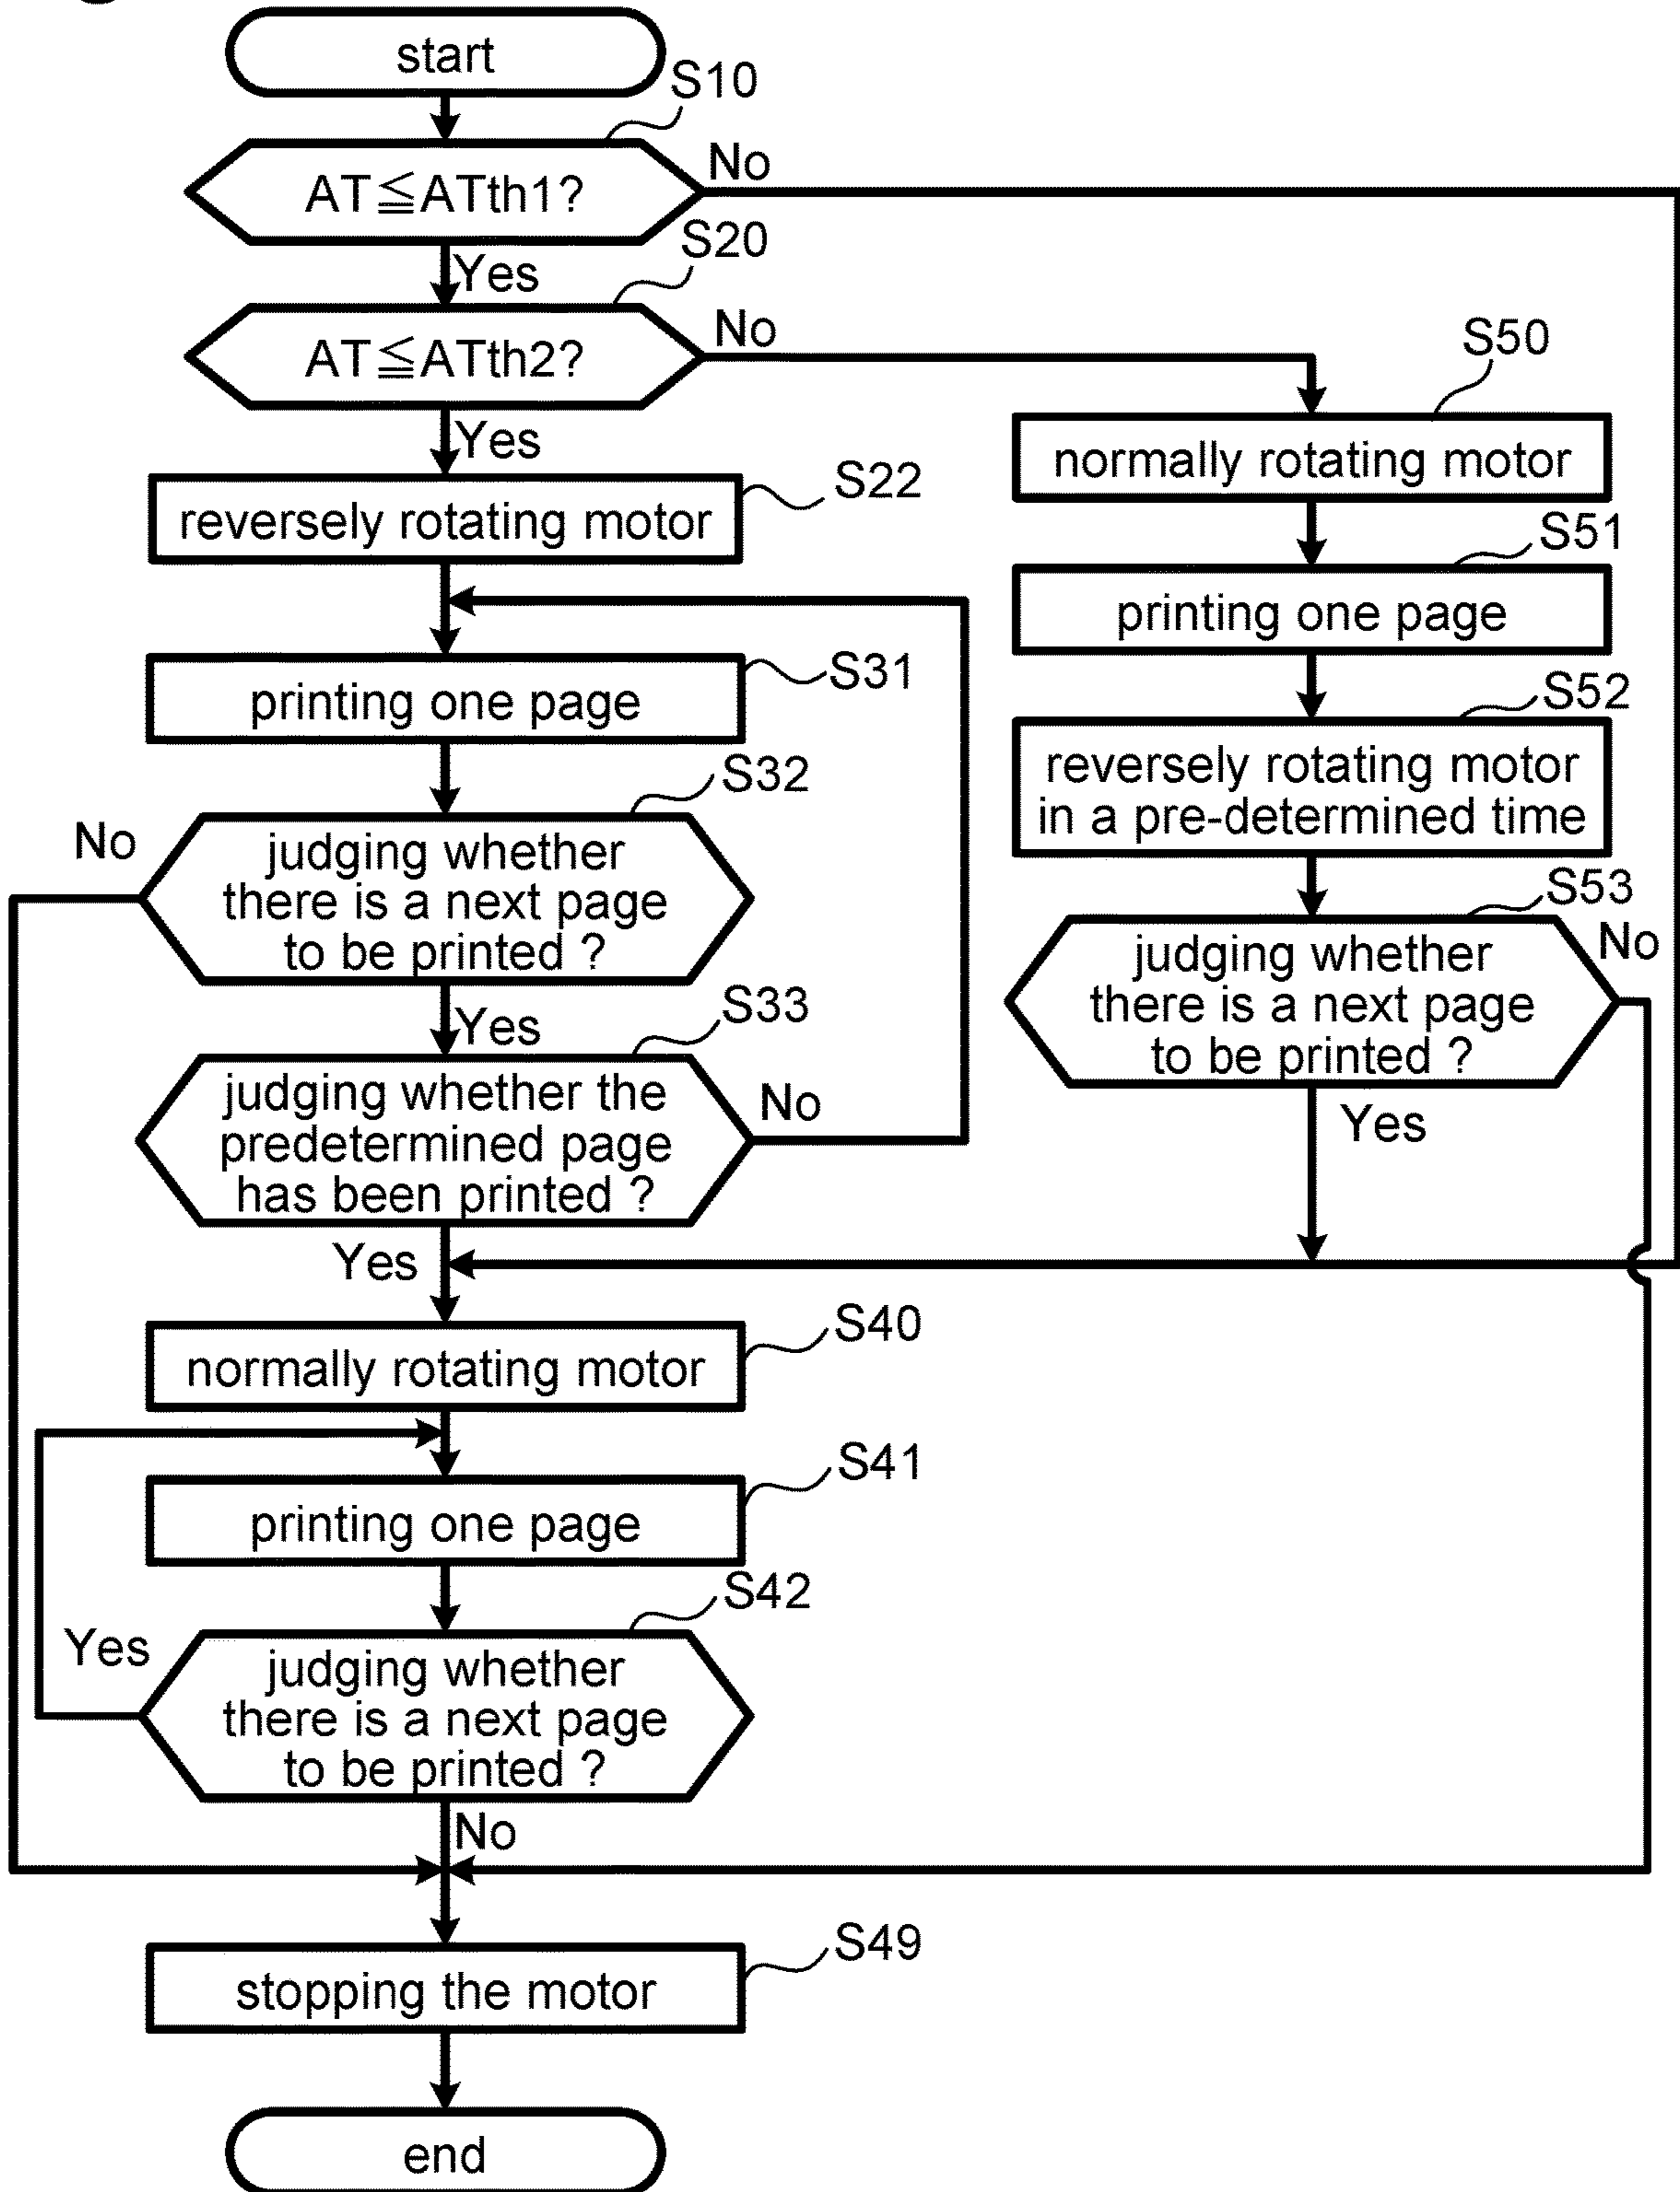 start
S10
AT≦ATth1?
No
Yes
S20
AT≦ATth2?
No
Yes
S22
reversely rotating motor
S31
printing one page
S32
judging whether
there is a next page
to be printed ?
No
Yes
S33
judging whether the
predetermined page
has been printed ?
No
Yes
S50
normally rotating motor
S51
printing one page
S52
reversely rotating motor
in a pre-determined time
S53
judging whether
there is a next page
to be printed ?
No
Yes
S40
normally rotating motor
S41
printing one page
S42
judging whether
there is a next page
to be printed ?
Yes
No
S49
stopping the motor
end